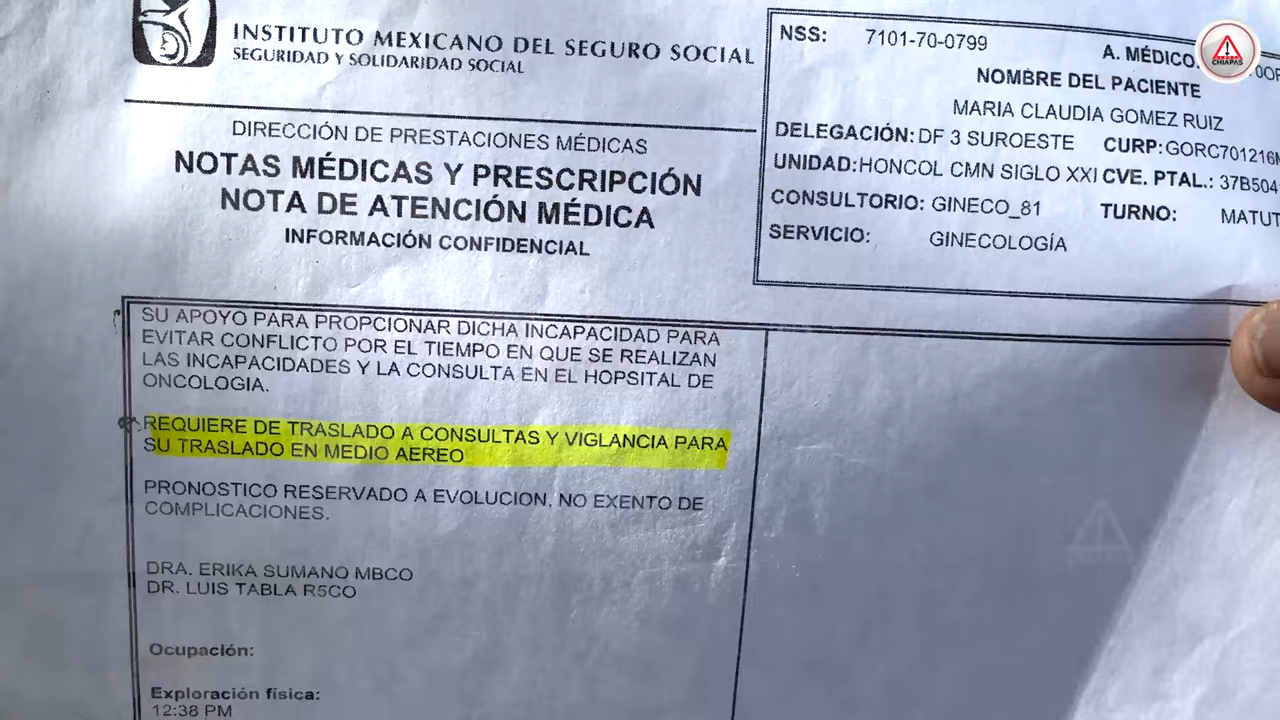 INSTITUTO MEXICANO DEL SEGURO SOCIAL
SEGURIDAD Y SOLIDARIDAD SOCIAL
DIRECCIÓN DE PRESTACIONES MÉDICAS
NOTAS MÉDICAS Y PRESCRIPCIÓN
NOTA DE ATENCIÓN MÉDICA
INFORMACIÓN CONFIDENCIAL
NSS: 7101-70-0799
A. MÉDICO.
NOMBRE DEL PACIENTE
MARIA CLAUDIA GOMEZ RUIZ
DELEGACIÓN: DF 3 SUROESTE CURP: GORC701216
UNIDAD: HONCOL CMN SIGLO XXI CVE. PTAL.: 37B504
CONSULTORIO: GINECO_81 TURNO: MATUT
SERVICIO: GINECOLOGÍA
CHIAPAS
SU APOYO PARA PROPCIONAR DICHA INCAPACIDAD PARA
EVITAR CONFLICTO POR EL TIEMPO EN QUE SE REALIZAN
LAS INCAPACIDADES Y LA CONSULTA EN EL HOPSITAL DE
ONCOLOGIA.
REQUIERE DE TRASLADO A CONSULTAS Y VIGLANCIA PARA
SU TRASLADO EN MEDIO AEREO
PRONOSTICO RESERVADO A EVOLUCION, NO EXENTO DE
COMPLICACIONES.
DRA. ERIKA SUMANO MBCO
DR. LUIS TABLA R5CO
Ocupación:
Exploración física:
12:38 PM